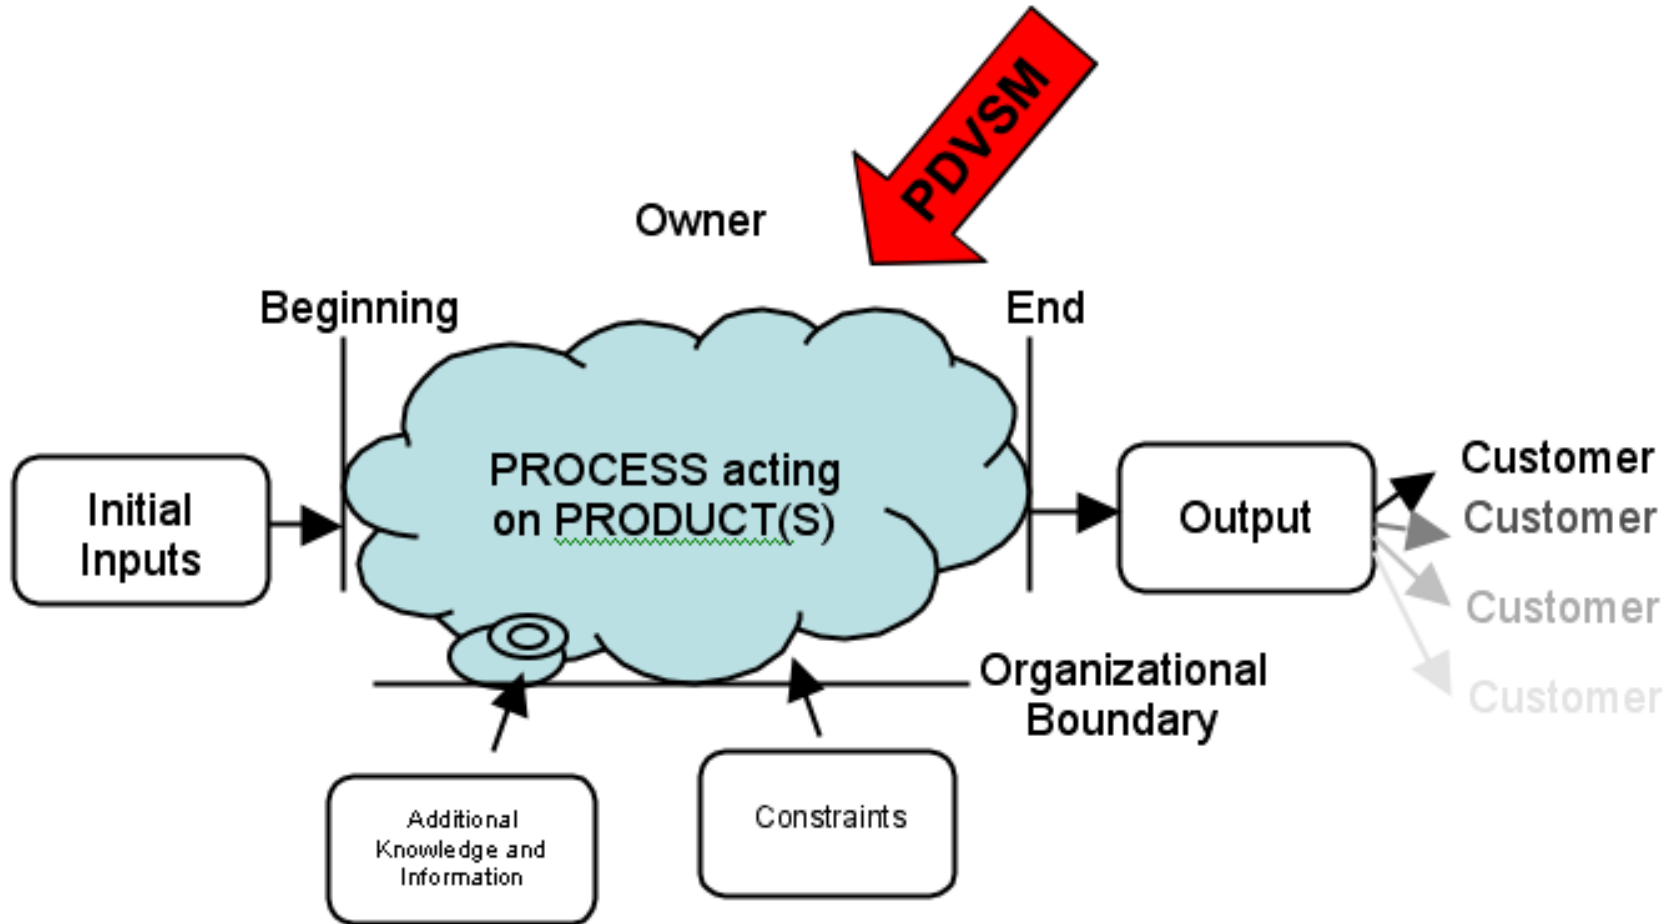 PDVSM
Owner
Beginning
End
Initial
Inputs
PROCESS acting
on PRODUCT(S)
Output
Customer
Customer
Customer
Customer
Organizational
Boundary
Additional
Knowledge and
Information
Constraints